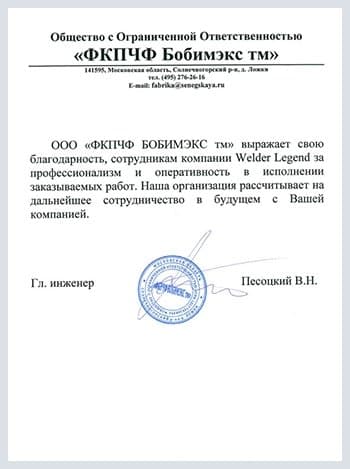 Общество с Ограниченной Ответственностью
«ФКПЧФ Бобимэкс тм»
141595, Московская область, Солнечногорский р-н, д. Ложки
тел. (495) 276-26-16
E-mail: fabrika@senegskaya.ru
ООО «ФКПЧФ БОБИМЭКС тм» выражает свою
благодарность, сотрудникам компании Welder Legend за
профессионализм и оперативность в исполнении
заказываемых работ. Наша организация рассчитывает на
дальнейшее сотрудничество в будущем с Вашей
компанией.
Гл. инженер
Песоцкий В.Н.